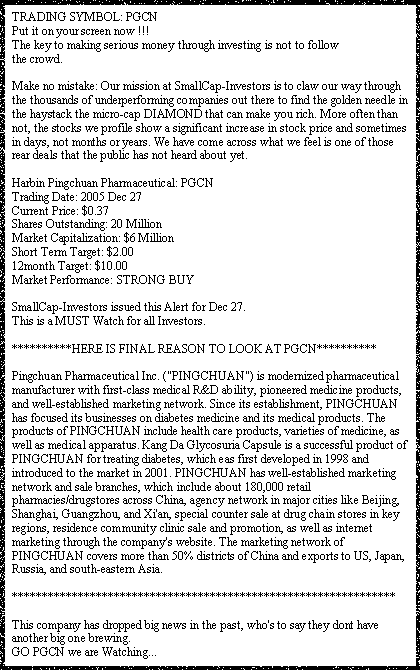 TRADING SYMBOL: PGCN
Put it on your screen now !!!
The key to making serious money through investing is not to follow
the crowd.
Make no mistake: Our mission at SmallCap-Investors is to claw our way through
the thousands of underperforming companies out there to find the golden needle in
the haystack the micro-cap DIAMOND that can make you rich. More often than
not, the stocks we profile show a significant increase in stock price and sometimes
in days, not months or years. We have come across what we feel is one of those
rear deals that the public has not heard about yet.
Harbin Pingchuan Pharmaceutical: PGCN
Trading Date: 2005 Dec 27
Current Price: $0.37
Shares Outstanding: 20 Million
Market Capitalization: $6 Million
Short Term Target: $2.00
12month Target: $10.00
Market Performance: STRONG BUY
SmallCap-Investors issued this Alert for Dec 27.
This is a MUST Watch for all Investors.
**********HERE IS FINAL REASON TO LOOK AT PGCN**********
Pingchuan Pharmaceutical Inc. ("PINGCHUAN") is modernized pharmaceutical
manufacturer with first-class medical R&D ability, pioneered medicine products,
and well-established marketing network. Since its establishment, PINGCHUAN
has focused its businesses on diabetes medicine and its medical products. The
products of PINGCHUAN include health care products, varieties of medicine, as
well as medical apparatus. Kang Da Glycosuria Capsule is a successful product of
PINGCHUAN for treating diabetes, which eas first developed in 1998 and
introduced to the market in 2001. PINGCHUAN has well-established marketing
network and sale branches, which include about 180,000 retail
pharmacies/drugstores across China, agency network in major cities like Beijing,
Shanghai, Guangzhou, and Xi'an, special counter sale at drug chain stores in key
regions, residence community clinic sale and promotion, as well as internet
marketing through the company's website. The marketing network of
PINGCHUAN covers more than 50% districts of China and exports to US, Japan,
Russia, and south-eastern Asia.
****************************************************************
This company has dropped big news in the past, who's to say they dont have
another big one brewing.
GO PGCN we are Watching...